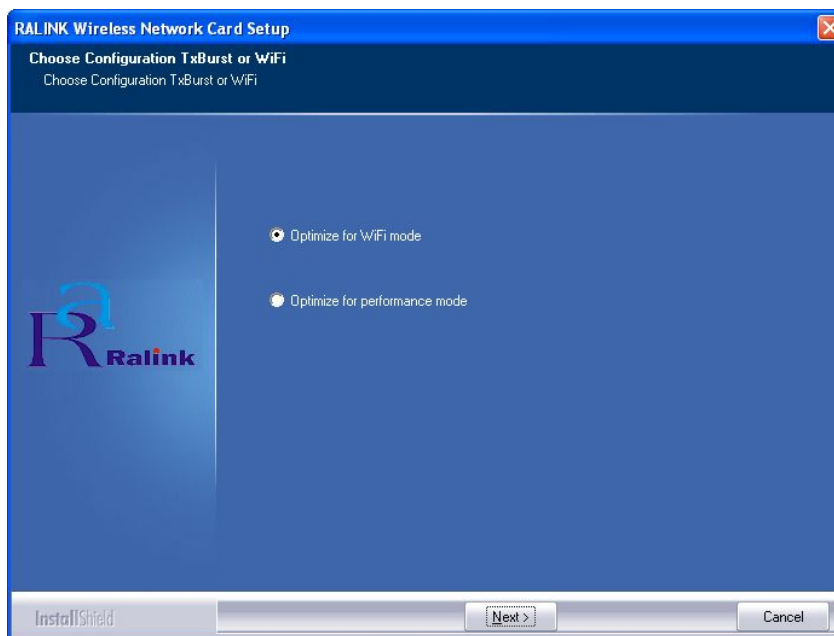 RALINK Wireless Network Card Setup
Choose Configuration TxBurst or WiFi
Choose Configuration TxBurst or WiFi
Optimize for WiFi mode
Optimize for performance mode
Ra
Ralink
InstallShield
Next >
Cancel